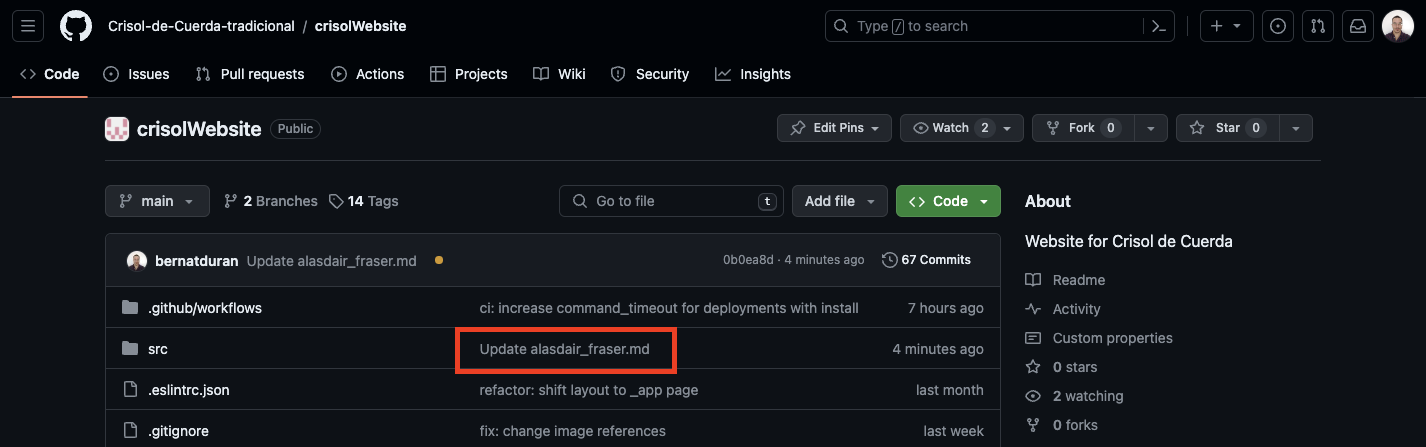 Crisol-de-Cuerda-tradicional / crisolWebsite
Type / to search
Code Issues Pull requests Actions Projects Wiki Security Insights
crisolWebsite Public
Edit Pins Watch 2 Fork 0 Star 0
main 2 Branches 14 Tags
Go to file t Add file <> Code
bernatduran Update alasdair_fraser.md 0b0ea8d · 4 minutes ago 67 Commits
.github/workflows ci: increase command_timeout for deployments with install 7 hours ago
src Update alasdair_fraser.md 4 minutes ago
.eslintrc.json refactor: shift layout to _app page last month
.gitignore fix: change image references last week
About
Website for Crisol de Cuerda
Readme
Activity
Custom properties
0 stars
2 watching
0 forks